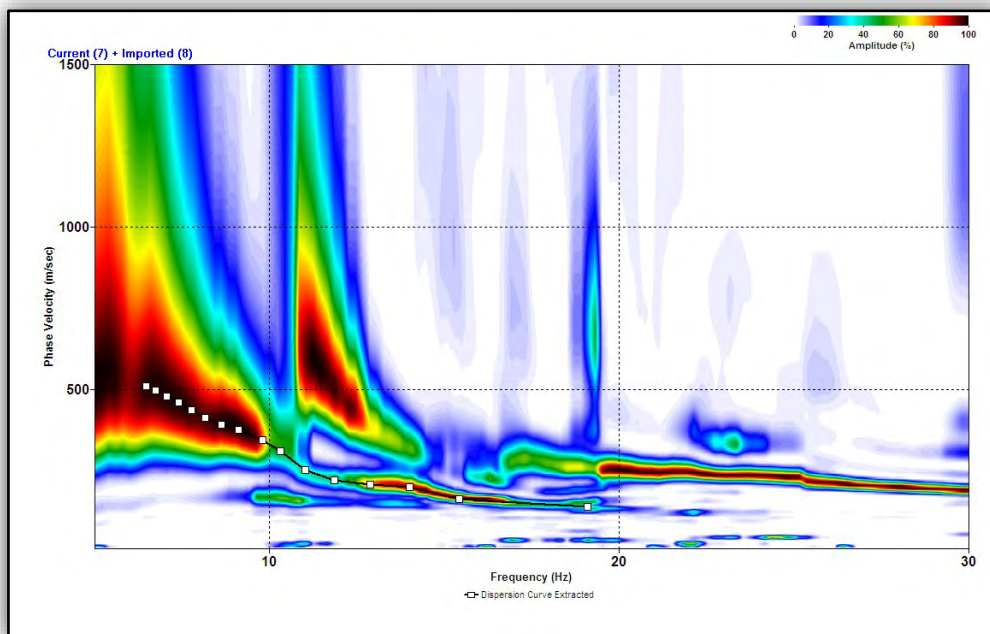 0 20 40 60 80 100
Amplitude (%)
Current (7) + Imported (8)
1500
1000
500
Phase Velocity (m/sec)
10 20 30
Frequency (Hz)
Dispersion Curve Extracted